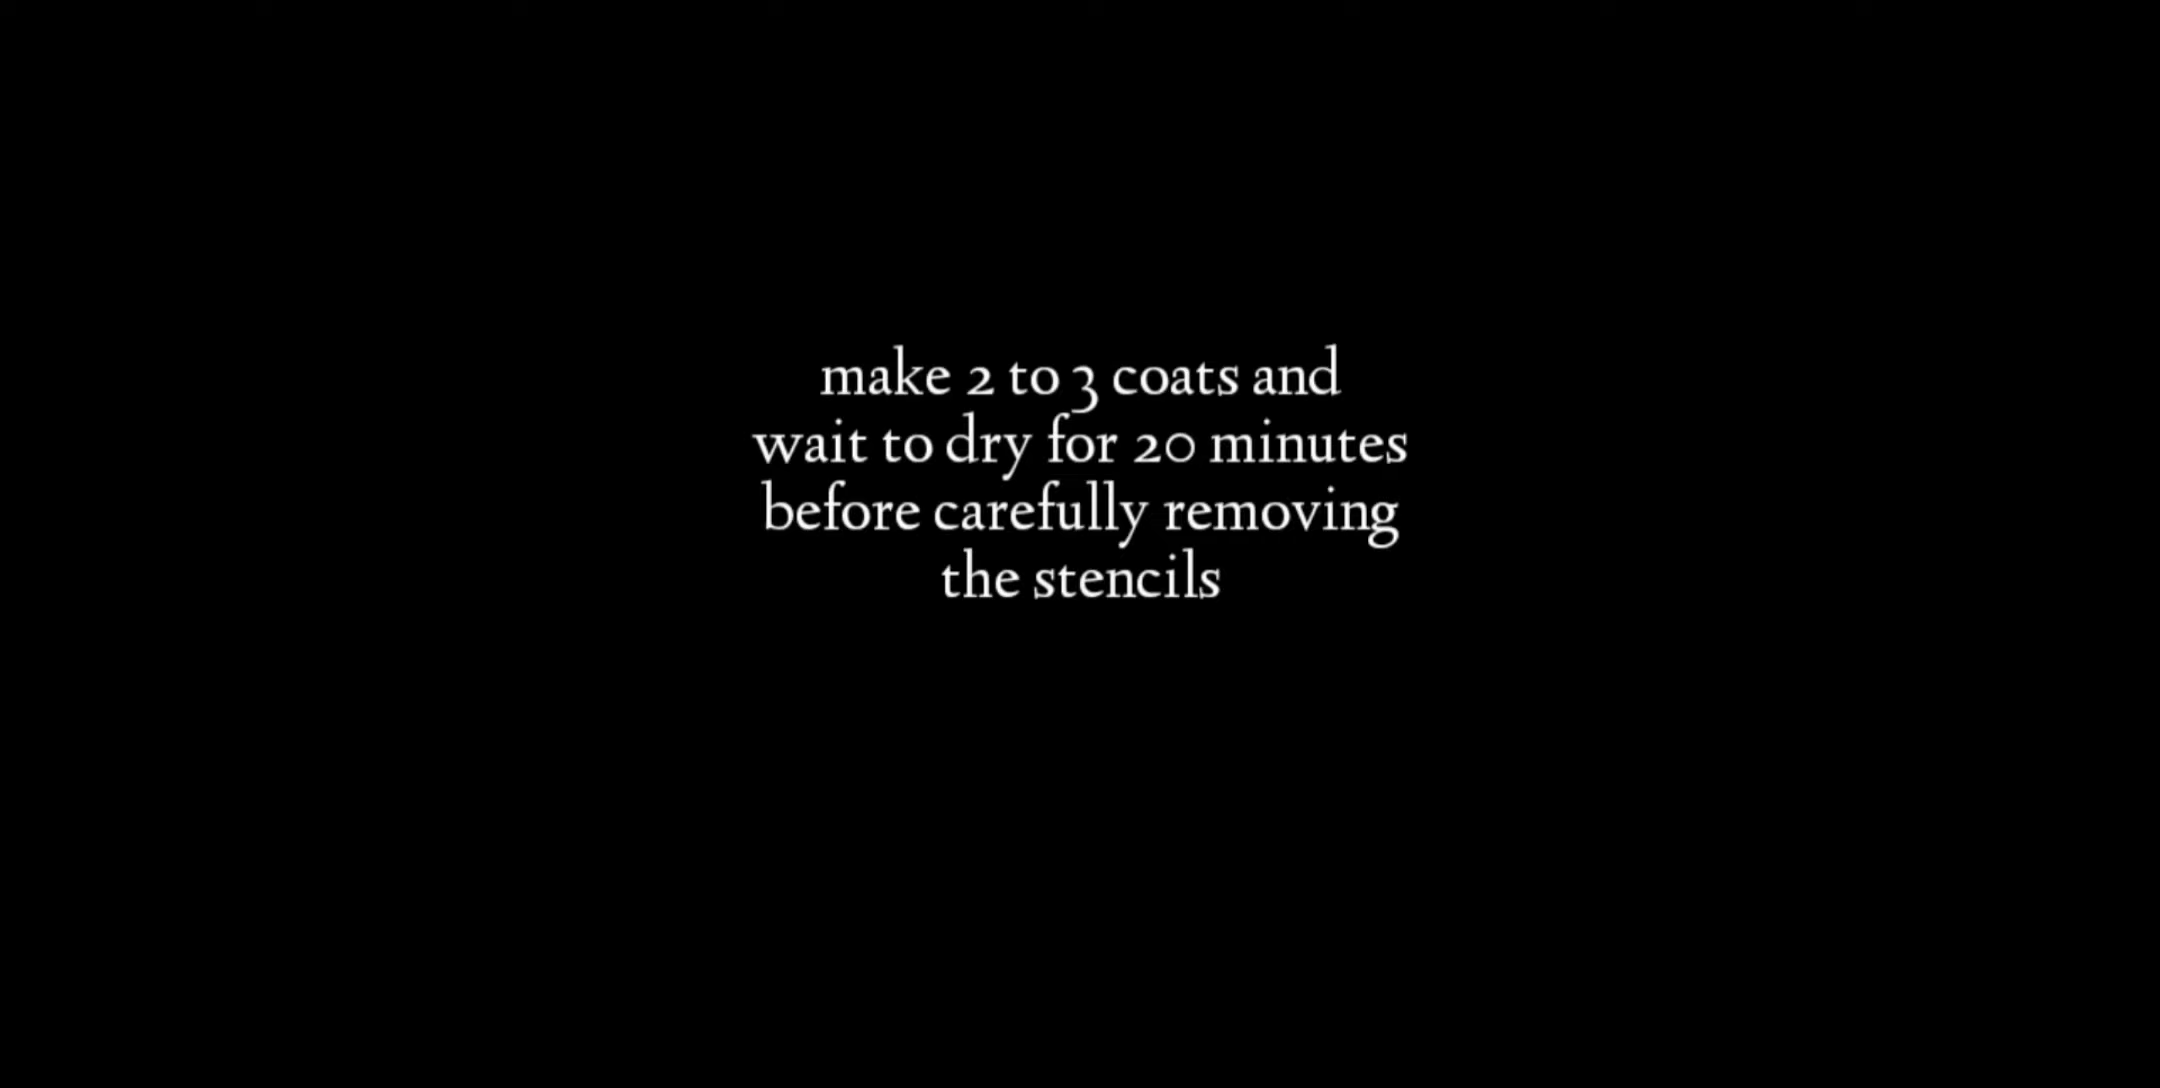 make 2 to 3 coats and
wait to dry for 20 minutes
before carefully removing
the stencils